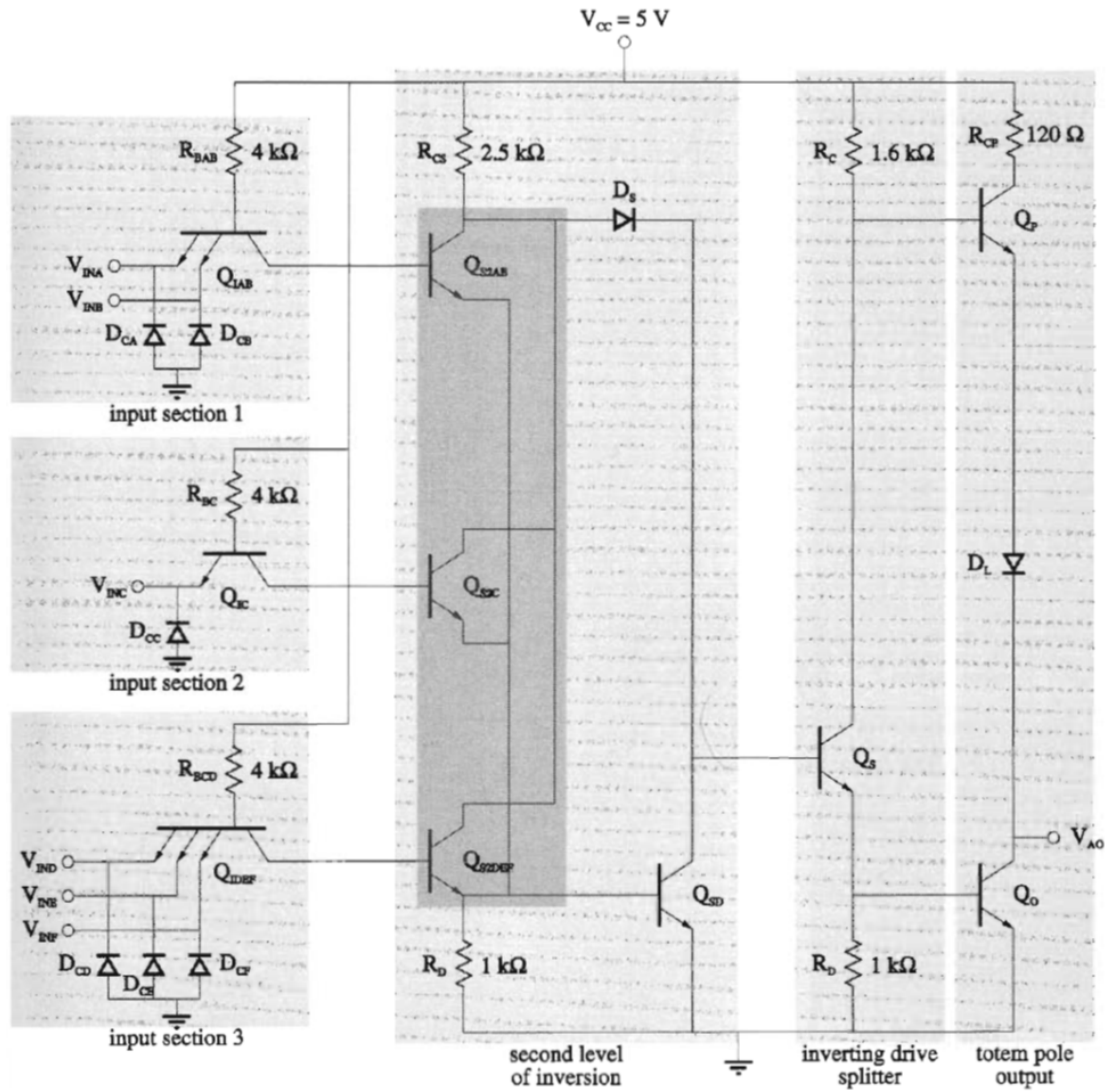 V_CC = 5 V
R_BAB 4 kΩ
R_CS 2.5 kΩ
R_C 1.6 kΩ
R_CP 120 Ω
D_S
Q_P
V_INA
Q_IAB
Q_S2AB
V_INB
D_CA
D_CB
input section 1
R_BC 4 kΩ
V_INC
Q_IC
Q_S2C
D_L
D_CC
input section 2
R_BCD 4 kΩ
Q_S
V_IND
Q_IDEF
Q_S2DEF
V_AO
V_INE
Q_SD
Q_O
V_INF
D_CD
D_CE
D_CF
R_D 1 kΩ
R_D 1 kΩ
input section 3
second level
of inversion
inverting drive
splitter
totem pole
output